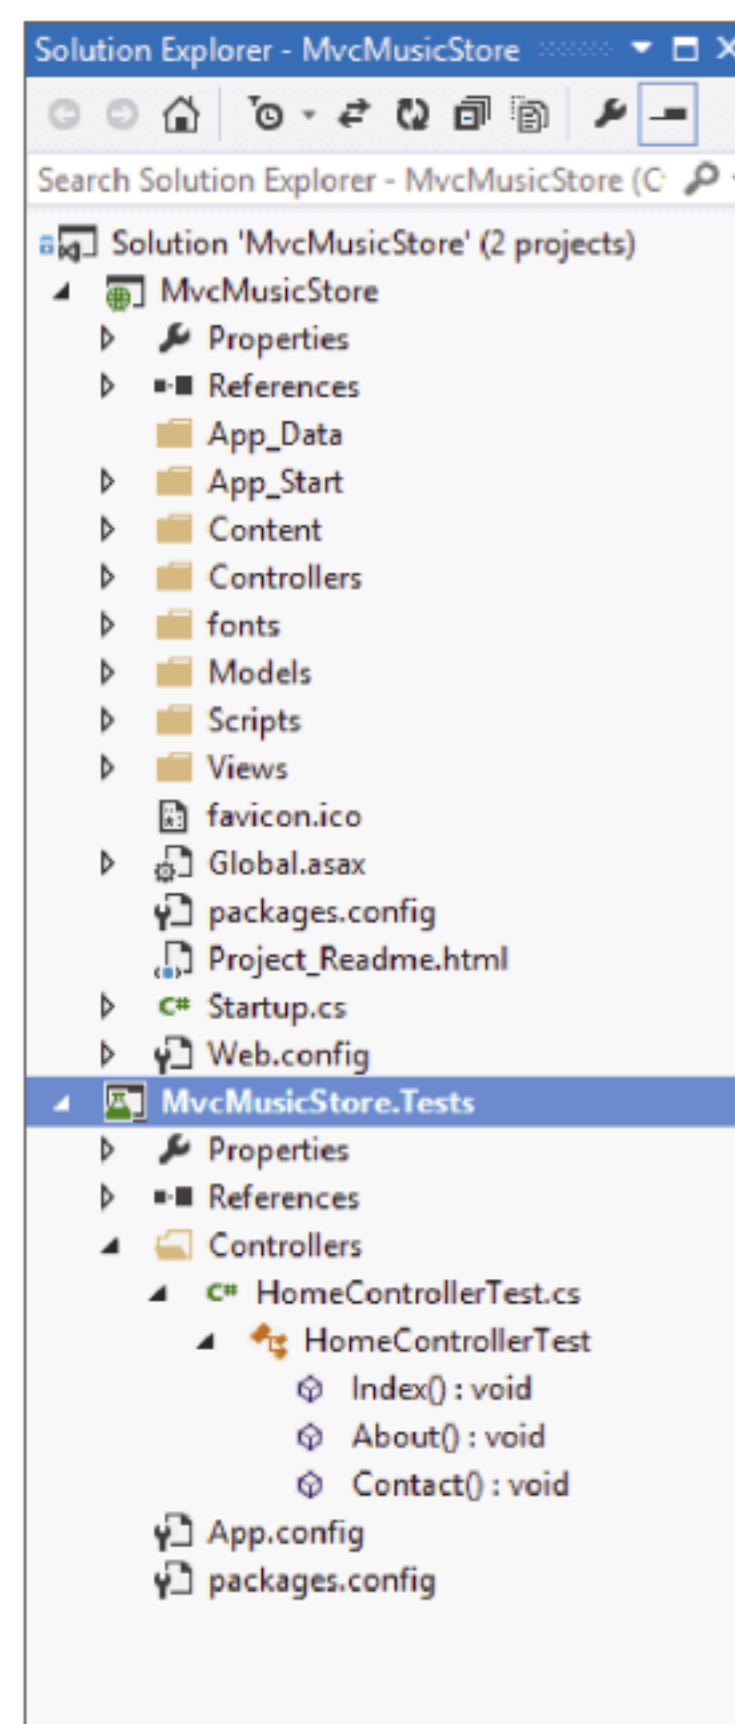 Solution Explorer - MvcMusicStore
Search Solution Explorer - MvcMusicStore (C
Solution 'MvcMusicStore' (2 projects)
MvcMusicStore
Properties
References
App_Data
App_Start
Content
Controllers
fonts
Models
Scripts
Views
favicon.ico
Global.asax
packages.config
Project_Readme.html
C# Startup.cs
Web.config
MvcMusicStore.Tests
Properties
References
Controllers
C# HomeControllerTest.cs
HomeControllerTest
Index() : void
About() : void
Contact() : void
App.config
packages.config